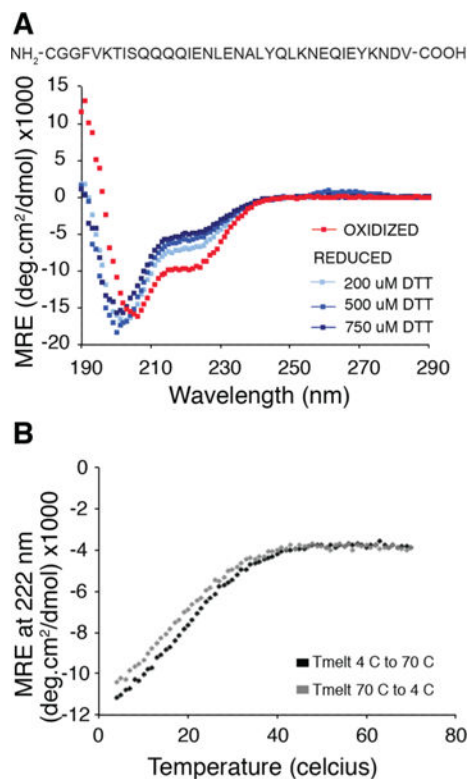 A
NH2-CGGFVKTISQQQQIENLENALYQLKNEQIEYKNDV-COOH
MRE (deg.cm2/dmol) x1000
15
10
5
0
-5
-10
-15
-20
OXIDIZED
REDUCED
200 uM DTT
500 uM DTT
750 uM DTT
190 210 230 250 270 290
Wavelength (nm)
B
MRE at 222 nm
(deg.cm2/dmol) x1000
0
-2
-4
-6
-8
-10
-12
Tmelt 4 C to 70 C
Tmelt 70 C to 4 C
0 20 40 60 80
Temperature (celcius)